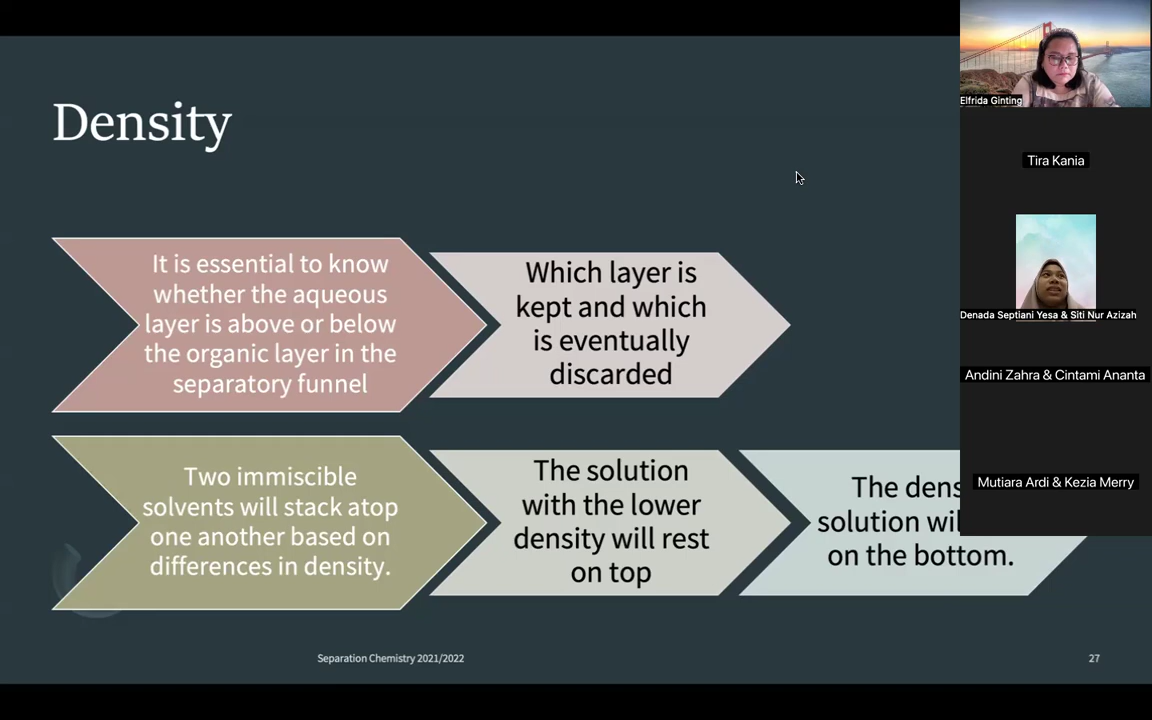 Density
It is essential to know
whether the aqueous
layer is above or below
the organic layer in the
separatory funnel
Which layer is
kept and which
is eventually
discarded
Two immiscible
solvents will stack atop
one another based on
differences in density.
The solution
with the lower
density will rest
on top
The
solution
on the bottom.
Separation Chemistry 2021/2022
27
Elfrida Ginting
Tira Kania
Denada Septiani Yesa & Siti Nur Azizah
Andini Zahra & Cintami Ananta
Mutiara Ardi & Kezia Merry